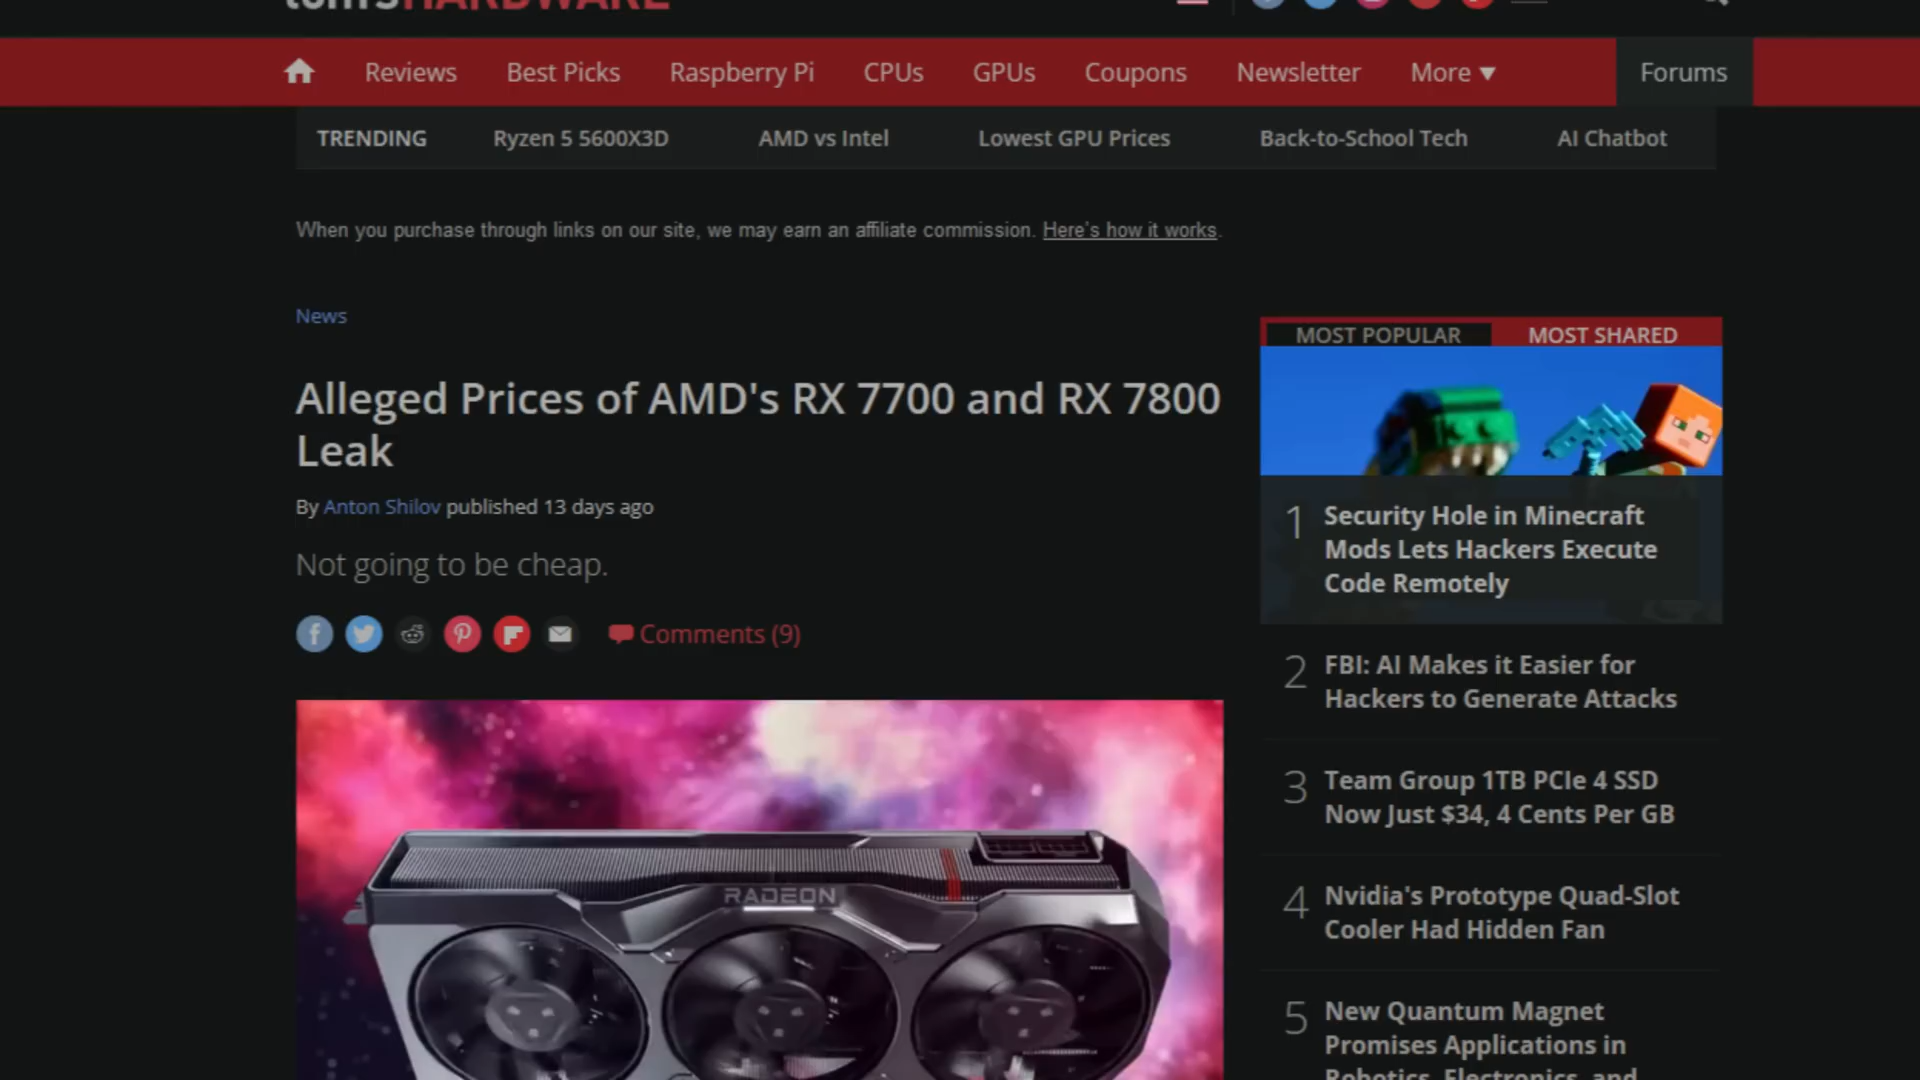 tom'sHARDWARE
Reviews Best Picks Raspberry Pi CPUs GPUs Coupons Newsletter More Forums
TRENDING Ryzen 5 5600X3D AMD vs Intel Lowest GPU Prices Back-to-School Tech AI Chatbot
When you purchase through links on our site, we may earn an affiliate commission. Here's how it works.
News
Alleged Prices of AMD's RX 7700 and RX 7800
Leak
By Anton Shilov published 13 days ago
Not going to be cheap.
Comments (9)
RADEON
MOST POPULAR MOST SHARED
1 Security Hole in Minecraft
Mods Lets Hackers Execute
Code Remotely
2 FBI: AI Makes it Easier for
Hackers to Generate Attacks
3 Team Group 1TB PCIe 4 SSD
Now Just $34, 4 Cents Per GB
4 Nvidia's Prototype Quad-Slot
Cooler Had Hidden Fan
5 New Quantum Magnet
Promises Applications in
Robotics, Electronics, and